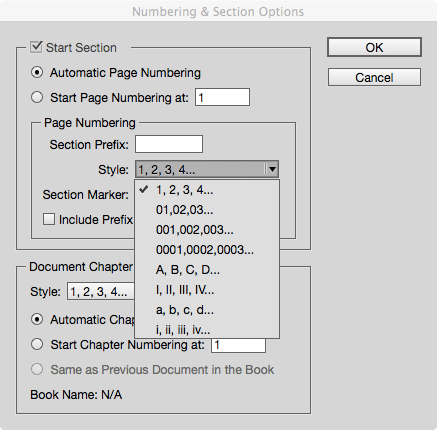 Numbering & Section Options
Start Section
OK
Automatic Page Numbering
Cancel
Start Page Numbering at: 1
Page Numbering
Section Prefix:
Style: 1, 2, 3, 4...
Section Marker:
1, 2, 3, 4...
01,02,03...
Include Prefix
001,002,003...
0001,0002,0003...
Document Chapter
A, B, C, D...
Style: 1, 2, 3, 4...
I, II, III, IV...
Automatic Chap
a, b, c, d...
i, ii, iii, iv...
Start Chapter Numbering at: 1
Same as Previous Document in the Book
Book Name: N/A